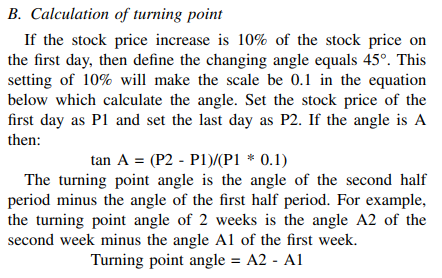 B. Calculation of turning point
If the stock price increase is 10% of the stock price on
the first day, then define the changing angle equals 45°. This
setting of 10% will make the scale be 0.1 in the equation
below which calculate the angle. Set the stock price of the
first day as P1 and set the last day as P2. If the angle is A
then:
tan A = (P2 - P1)/(P1 * 0.1)
The turning point angle is the angle of the second half
period minus the angle of the first half period. For example,
the turning point angle of 2 weeks is the angle A2 of the
second week minus the angle A1 of the first week.
Turning point angle = A2 - A1